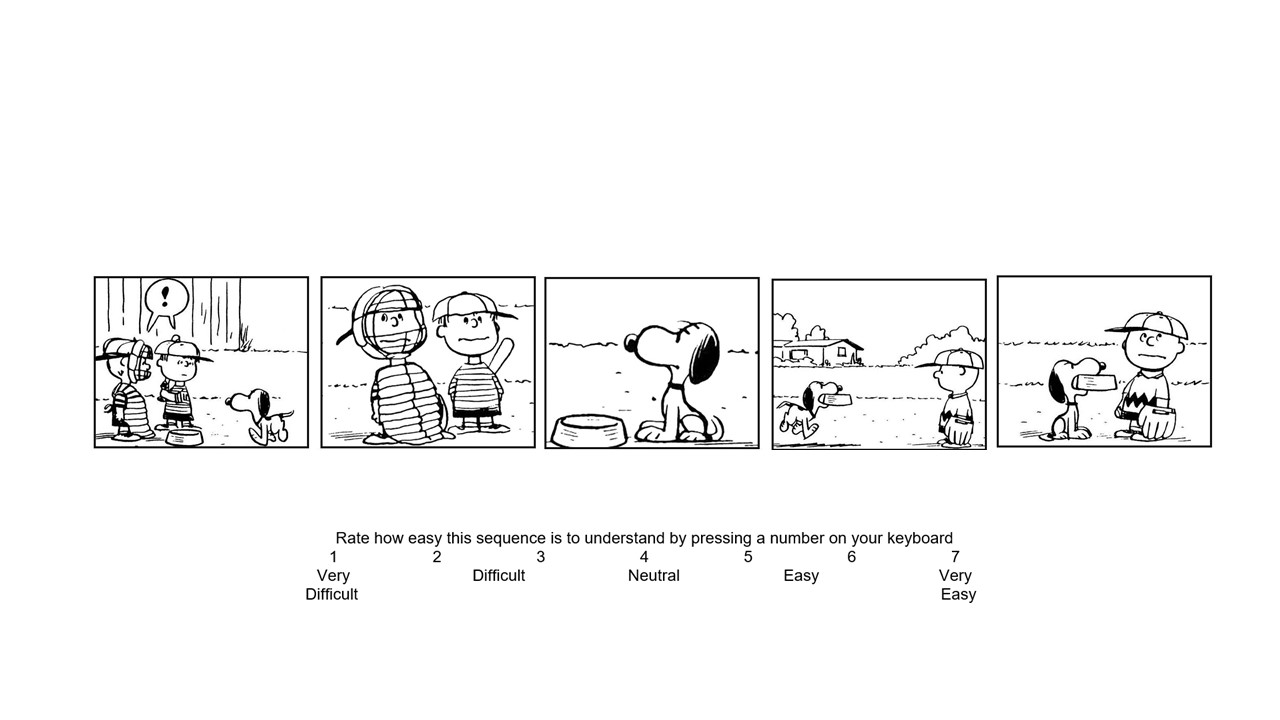 !
Rate how easy this sequence is to understand by pressing a number on your keyboard
1 2 3 4 5 6 7
Very Difficult Neutral Easy Very
Difficult Easy